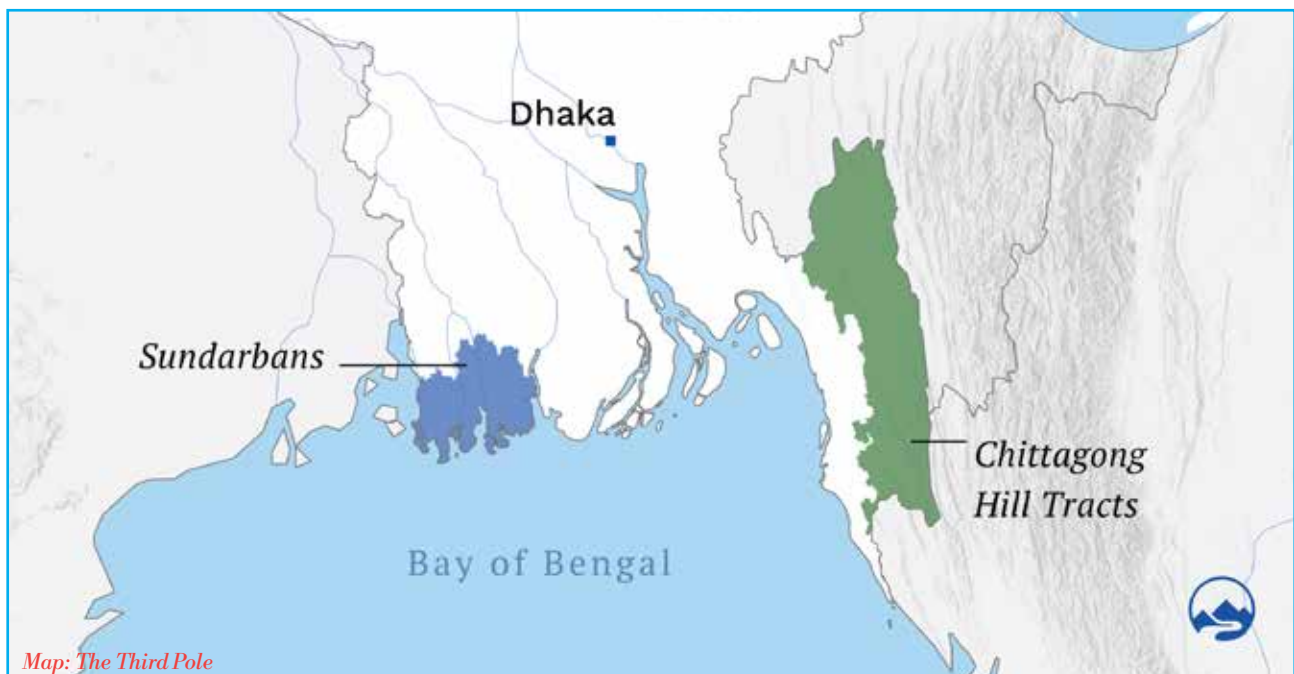 Dhaka
Sundarbans
Chittagong
Hill Tracts
Bay of Bengal
Map: The Third Pole